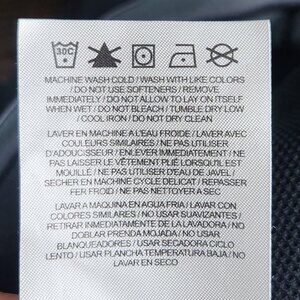 30C
MACHINE WASH COLD / WASH WITH LIKE COLORS
/ DO NOT USE SOFTENERS / REMOVE
IMMEDIATELY / DO NOT ALLOW TO LAY ON ITSELF
WHEN WET / DO NOT BLEACH / TUMBLE DRY LOW
/ COOL IRON / DO NOT DRY CLEAN
LAVER EN MACHINE A L'EAU FROIDE / LAVER AVEC
COULEURS SIMILAIRES / NE PAS UTILISER
D'ADOUCISSEUR / ENLEVER IMMEDIATEMENT / NE
PAS LAISSER LE VÊTEMENT PLIÉ LORSQU'IL EST
MOUILLÉ / NE PAS UTILISER D'EAU DE JAVEL /
SECHER EN MACHINE CYCLE DELICAT / REPASSER
FER FROID / NE PAS NETTOYER A SEC
LAVAR A MAQUINA EN AGUA FRIA / LAVAR CON
COLORES SIMILARES / NO USAR SUAVIZANTES /
RETIRAR INMEDIATAMENTE DE LA LAVADORA / NO
DOBLAR PRENDA MOJADA / NO USAR
BLANQUEADORES / USAR SECADORA CICLO
LENTO / USAR PLANCHA TEMPERATURA BAJA / NO
LAVAR EN SECO